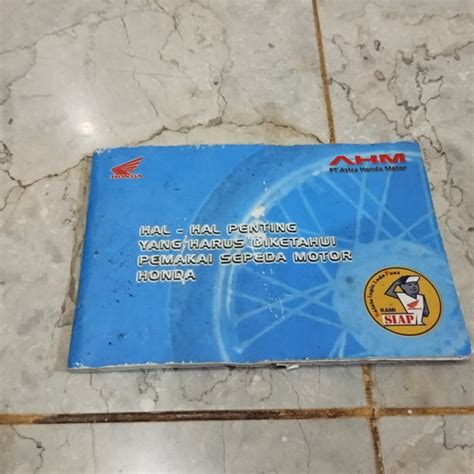 HONDA
AHM
PT Astra Honda Motor
HAL - HAL PENTING
YANG HARUS DIKETAHUI
PEMAKAI SEPEDA MOTOR
HONDA
KAMI
SIAP